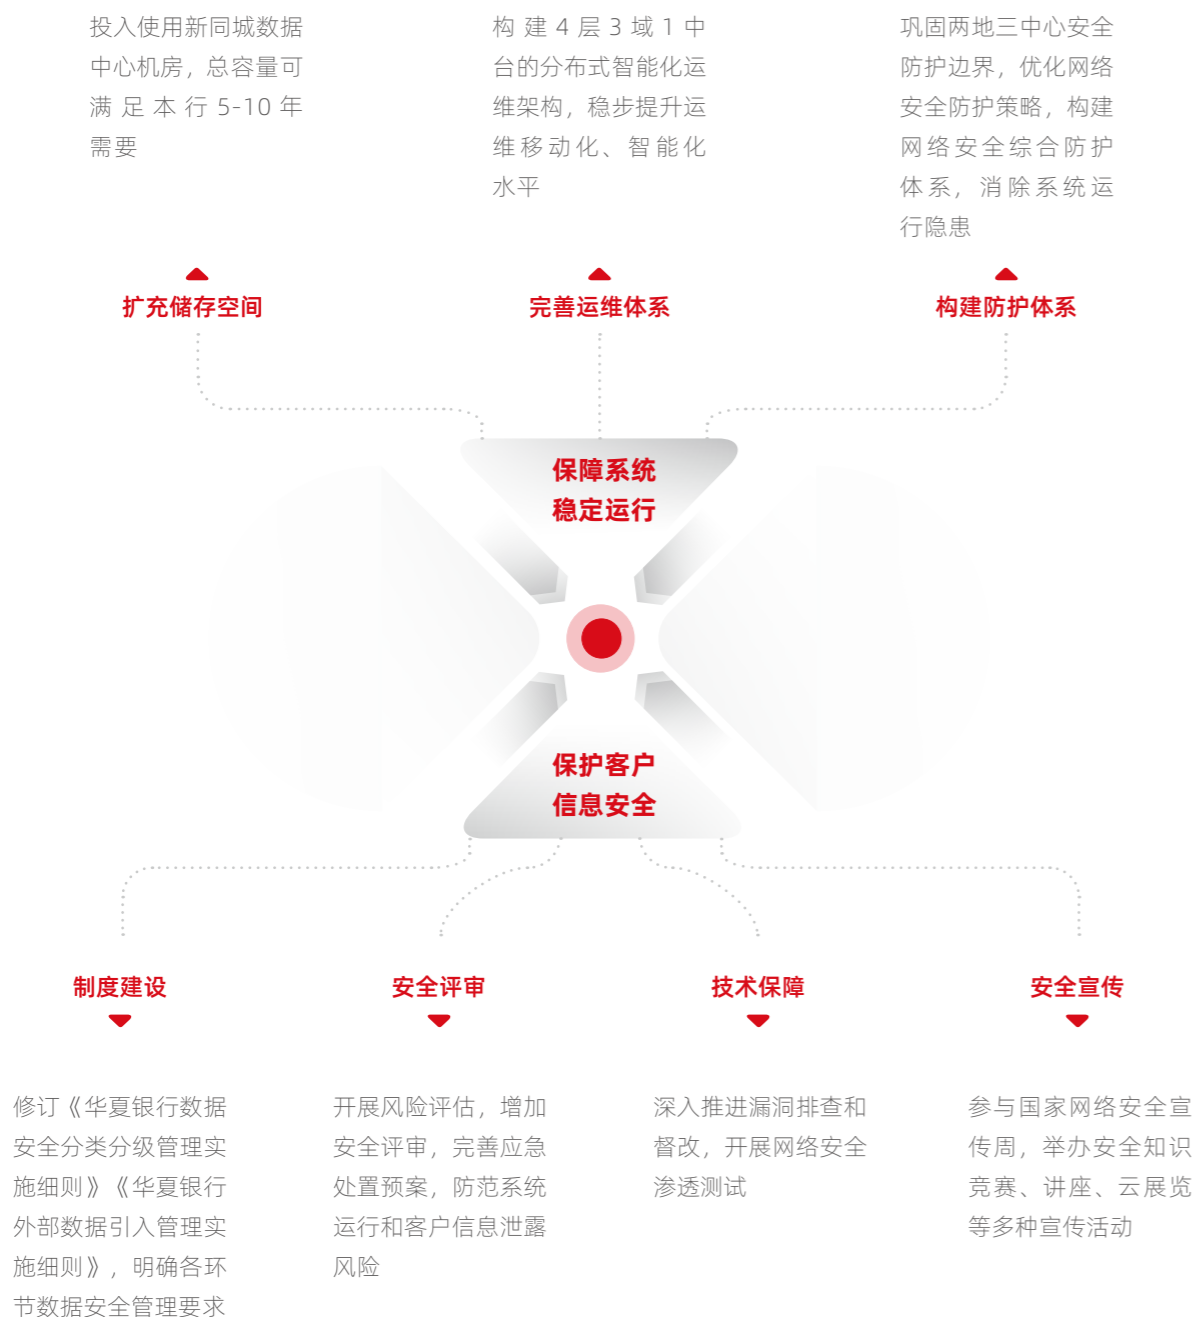 投入使用新同城数据
中心机房，总容量可
满足本行5-10年
需要
构建4层3域1中
台的分布式智能化运
维架构，稳步提升运
维移动化、智能化
水平
巩固两地三中心安全
防护边界，优化网络
安全防护策略，构建
网络安全综合防护
体系，消除系统运
行隐患
扩充储存空间
完善运维体系
构建防护体系
保障系统
稳定运行
保护客户
信息安全
制度建设
安全评审
技术保障
安全宣传
修订《华夏银行数据
安全分类分级管理实
施细则》《华夏银行
外部数据引入管理实
施细则》，明确各环
节数据安全管理要求
开展风险评估，增加
安全评审，完善应急
处置预案，防范系统
运行和客户信息泄露
风险
深入推进漏洞排查和
督改，开展网络安全
渗透测试
参与国家网络安全宣
传周，举办安全知识
竞赛、讲座、云展览
等多种宣传活动